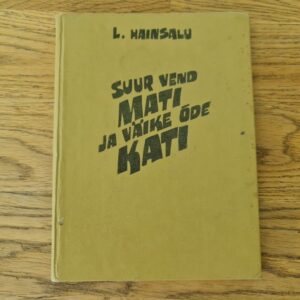 L. HAINSALU
SUUR VEND
MATI
JA VÄIKE ÕDE
KATI